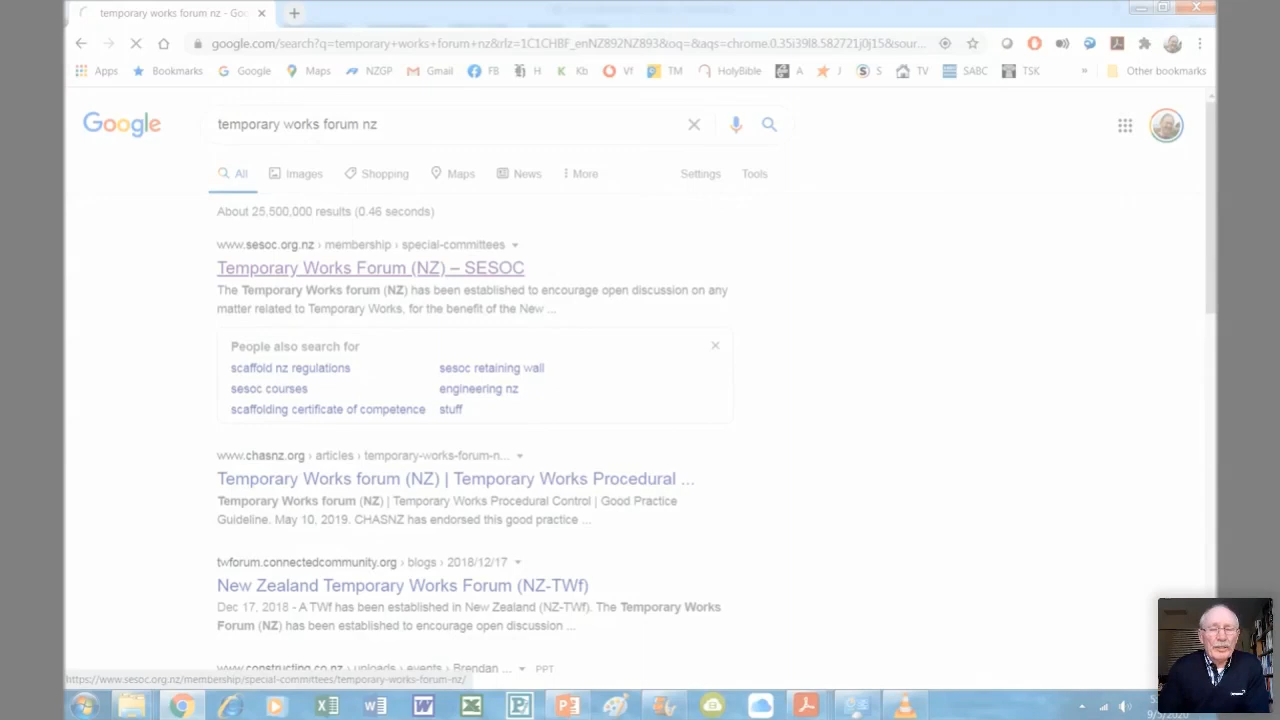 temporary works forum nz - Goo
google.com/search?q=temporary+works+forum+nz&rlz=1C1CHBF_enNZ892NZ893&oq=&aqs=chrome.0.35i39l8.582721j0j15&sour...
Apps Bookmarks Google Maps NZGP Gmail FB H Kb Vf TM HolyBible A J S TV SABC TSK » Other bookmarks
Google temporary works forum nz
All Images Shopping Maps News More Settings Tools
About 25,500,000 results (0.46 seconds)
www.sesoc.org.nz › membership › special-committees
Temporary Works Forum (NZ) – SESOC
The Temporary Works forum (NZ) has been established to encourage open discussion on any
matter related to Temporary Works, for the benefit of the New ...
People also search for
scaffold nz regulations sesoc retaining wall
sesoc courses engineering nz
scaffolding certificate of competence stuff
www.chasnz.org › articles › temporary-works-forum-n...
Temporary Works forum (NZ) | Temporary Works Procedural ...
Temporary Works forum (NZ) | Temporary Works Procedural Control | Good Practice
Guideline. May 10, 2019. CHASNZ has endorsed this good practice ...
twforum.connectedcommunity.org › blogs › 2018/12/17
New Zealand Temporary Works Forum (NZ-TWf)
Dec 17, 2018 - A TWf has been established in New Zealand (NZ-TWf). The Temporary Works
Forum (NZ) has been established to encourage open discussion ...
www.constructing.co.nz › uploads › events › Brendan ... PPT
https://www.sesoc.org.nz/membership/special-committees/temporary-works-forum-nz/